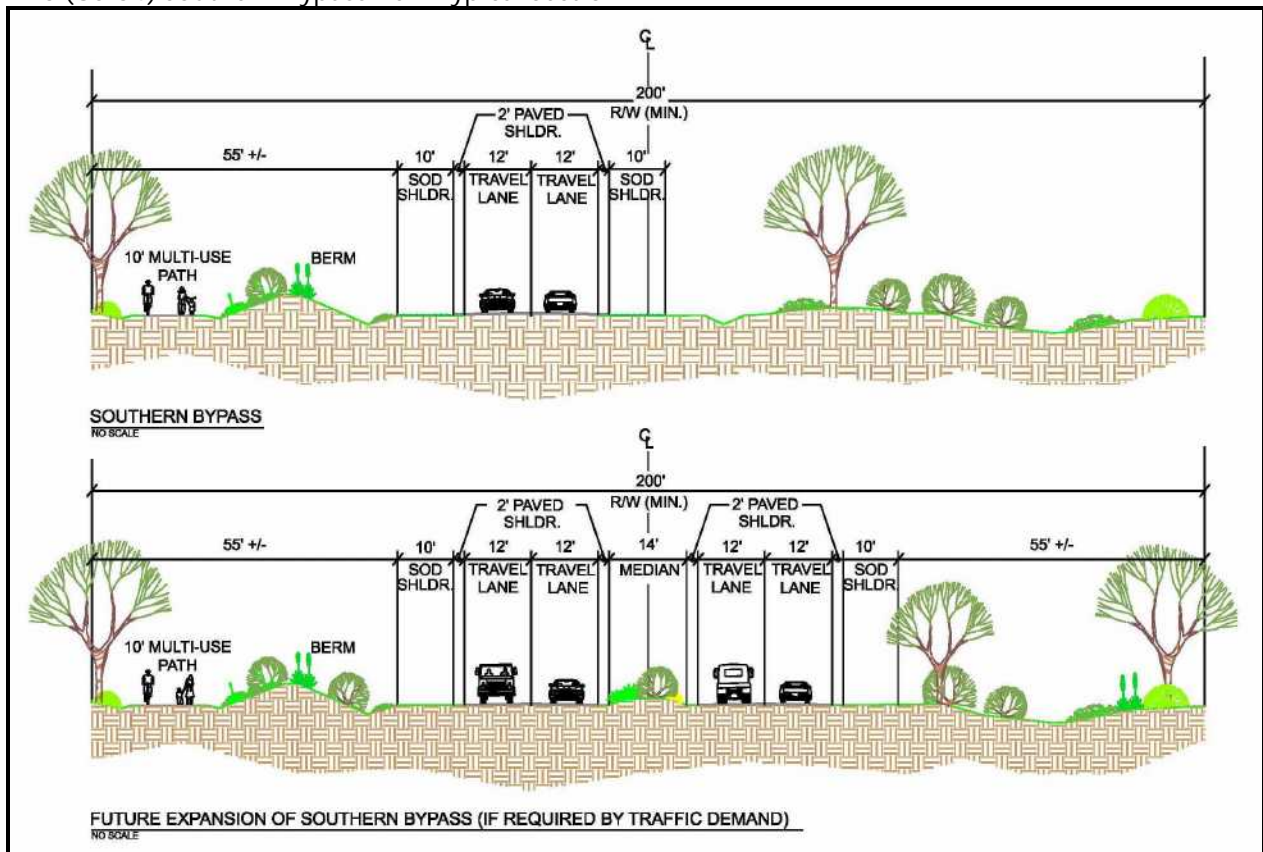 ℄
200'
R/W (MIN.)
2' PAVED
SHLDR.
55' +/-
10'
12'
12'
10'
SOD
SHLDR.
TRAVEL
LANE
TRAVEL
LANE
SOD
SHLDR.
10' MULTI-USE
PATH
BERM
SOUTHERN BYPASS
NO SCALE
℄
200'
R/W (MIN.)
2' PAVED
SHLDR.
2' PAVED
SHLDR.
55' +/-
10'
12'
12'
14'
12'
12'
10'
55' +/-
SOD
SHLDR.
TRAVEL
LANE
TRAVEL
LANE
MEDIAN
TRAVEL
LANE
TRAVEL
LANE
SOD
SHLDR.
10' MULTI-USE
PATH
BERM
FUTURE EXPANSION OF SOUTHERN BYPASS (IF REQUIRED BY TRAFFIC DEMAND)
NO SCALE